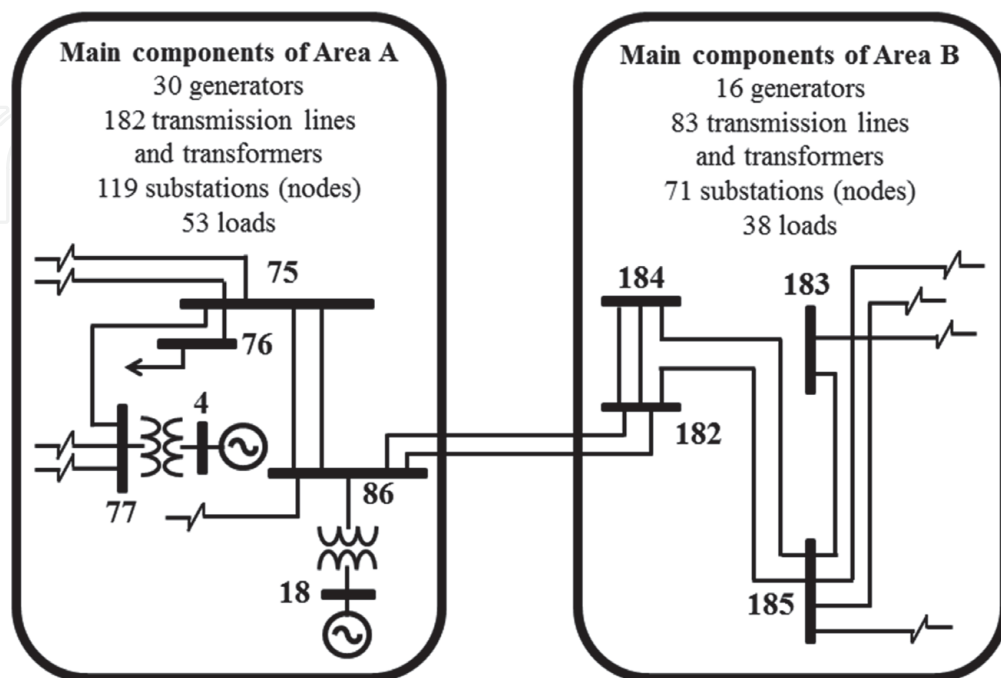 Main components of Area A
30 generators
182 transmission lines
and transformers
119 substations (nodes)
53 loads
75
76
4
77
86
18
Main components of Area B
16 generators
83 transmission lines
and transformers
71 substations (nodes)
38 loads
184
183
182
185